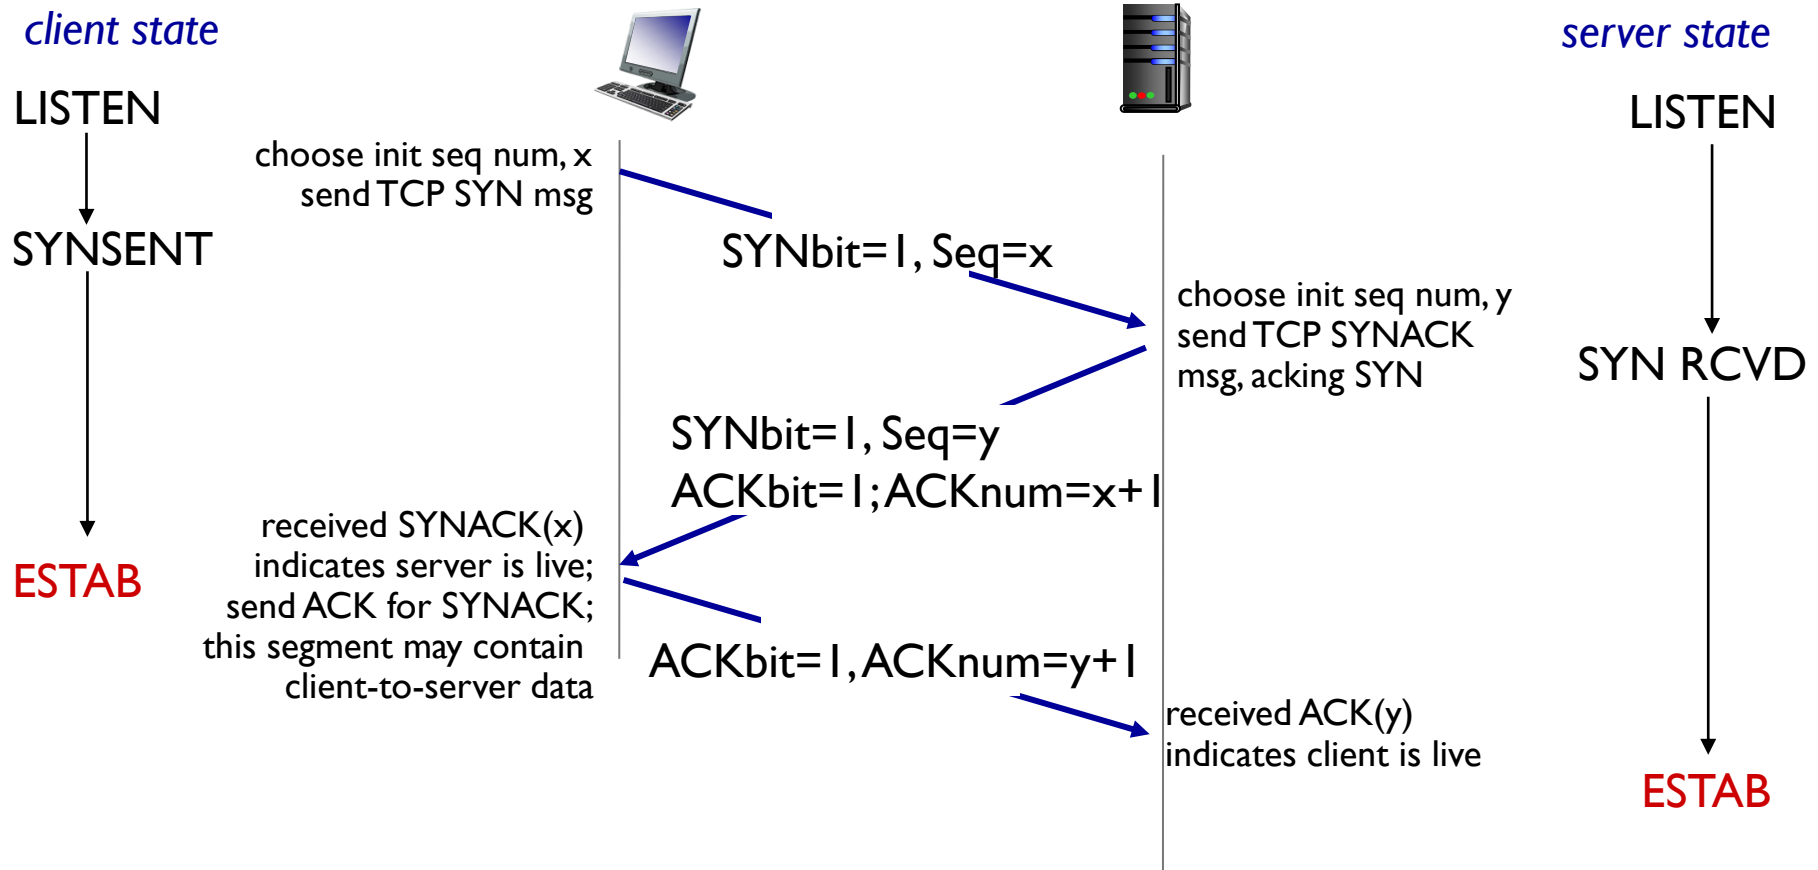 client state
server state
LISTEN
LISTEN
choose init seq num, x
send TCP SYN msg
SYNSENT
SYNbit=1, Seq=x
choose init seq num, y
send TCP SYNACK
msg, acking SYN
SYN RCVD
SYNbit=1, Seq=y
ACKbit=1; ACKnum=x+1
received SYNACK(x)
indicates server is live;
send ACK for SYNACK;
this segment may contain
client-to-server data
ESTAB
ACKbit=1, ACKnum=y+1
received ACK(y)
indicates client is live
ESTAB